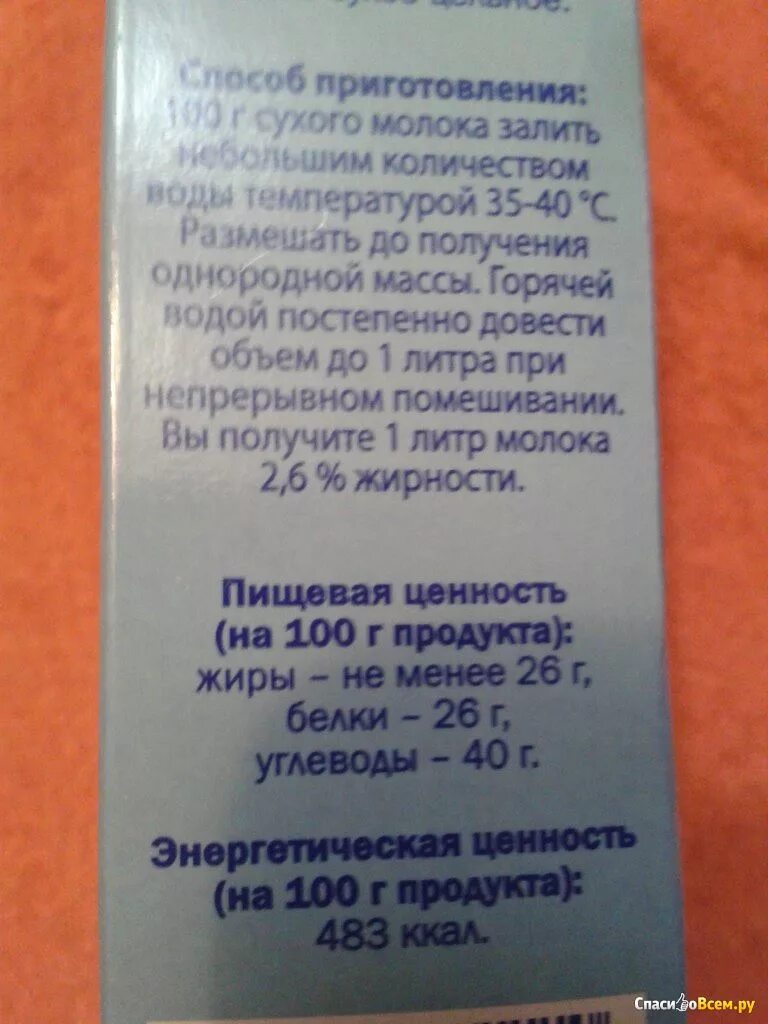 цельное.
Способ приготовления:
100 г сухого молока залить
небольшим количеством
воды температурой 35-40 °С.
Размешать до получения
однородной массы. Горячей
водой постепенно довести
объем до 1 литра при
непрерывном помешивании.
Вы получите 1 литр молока
2,6 % жирности.
Пищевая ценность
(на 100 г продукта):
жиры – не менее 26 г,
белки – 26 г,
углеводы – 40 г.
Энергетическая ценность
(на 100 г продукта):
483 ккал.
СпасибоВсем.ру